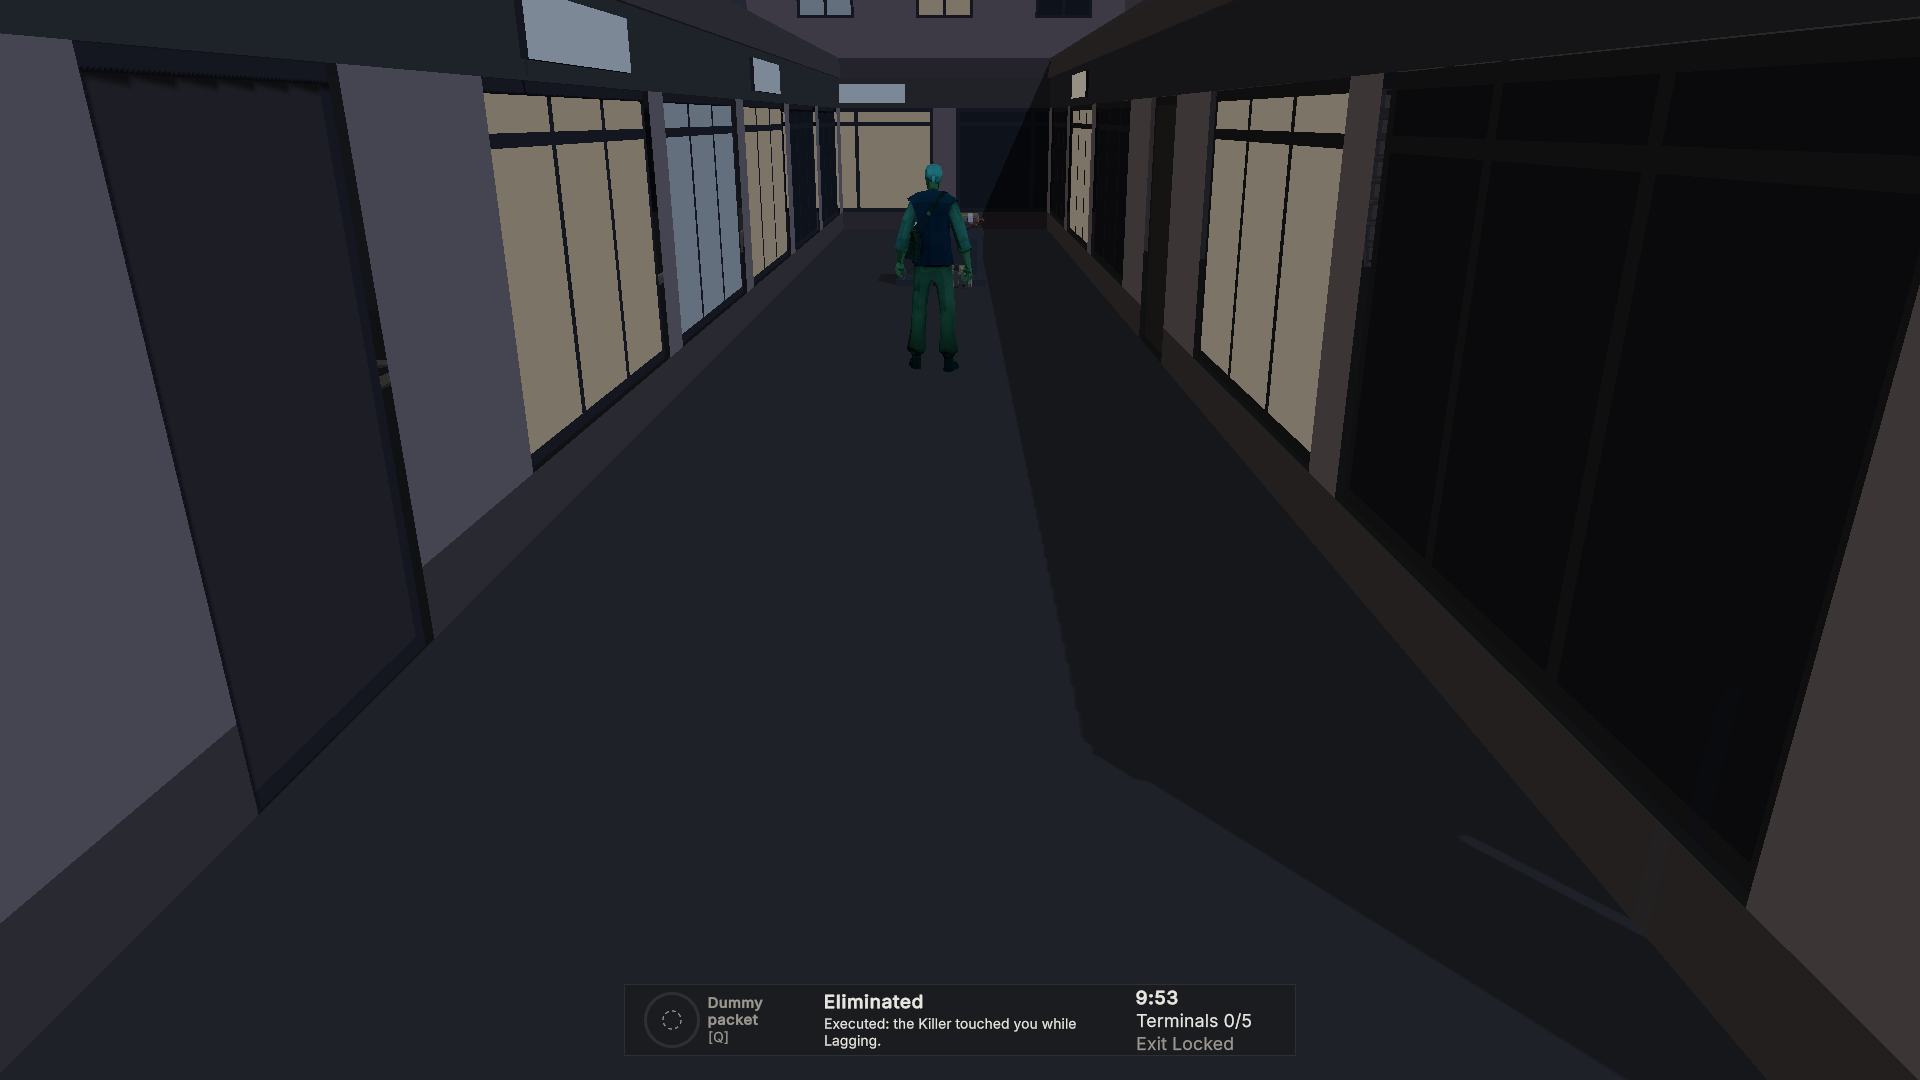 Dummy
packet
[Q]
Eliminated
Executed: the Killer touched you while
Lagging.
9:53
Terminals 0/5
Exit Locked